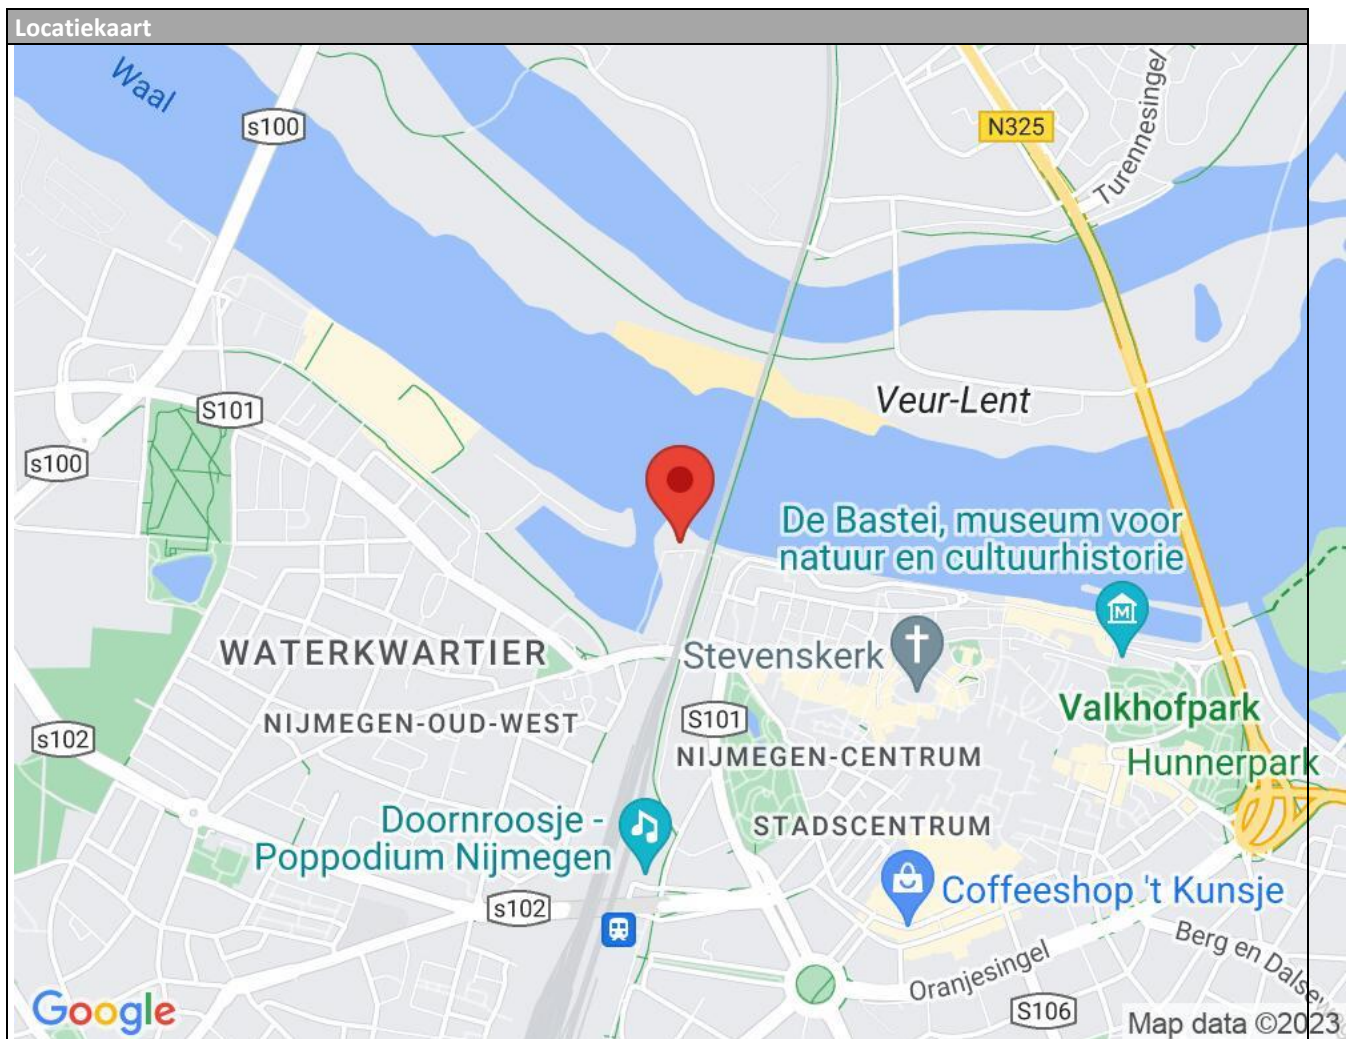 Locatiekaart
Waal
s100
N325
Turennesingel
S101
Veur-Lent
s100
De Bastei, museum voor
natuur en cultuurhistorie
WATERKWARTIER
Stevenskerk
NIJMEGEN-OUD-WEST
S101
Valkhofpark
s102
NIJMEGEN-CENTRUM
Hunnerpark
Doornroosje -
Poppodium Nijmegen
STADSCENTRUM
s102
Coffeeshop 't Kunsje
Berg en Dalsew
Oranjesingel
S106
Google
Map data ©2023